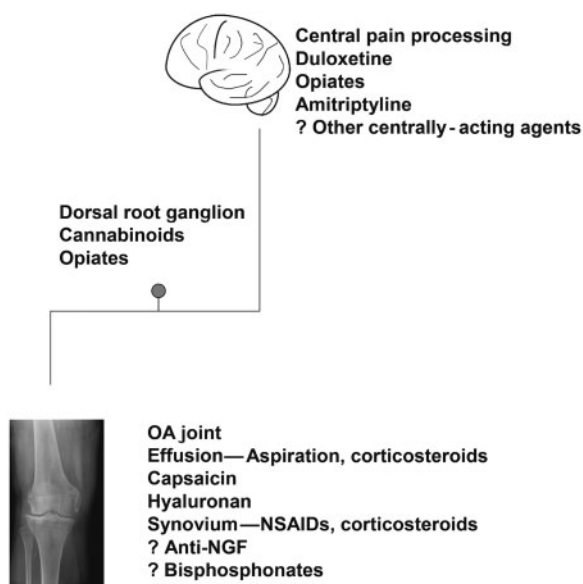 Central pain processing
Duloxetine
Opiates
Amitriptyline
? Other centrally-acting agents
Dorsal root ganglion
Cannabinoids
Opiates
OA joint
Effusion—Aspiration, corticosteroids
Capsaicin
Hyaluronan
Synovium—NSAIDs, corticosteroids
? Anti-NGF
? Bisphosphonates